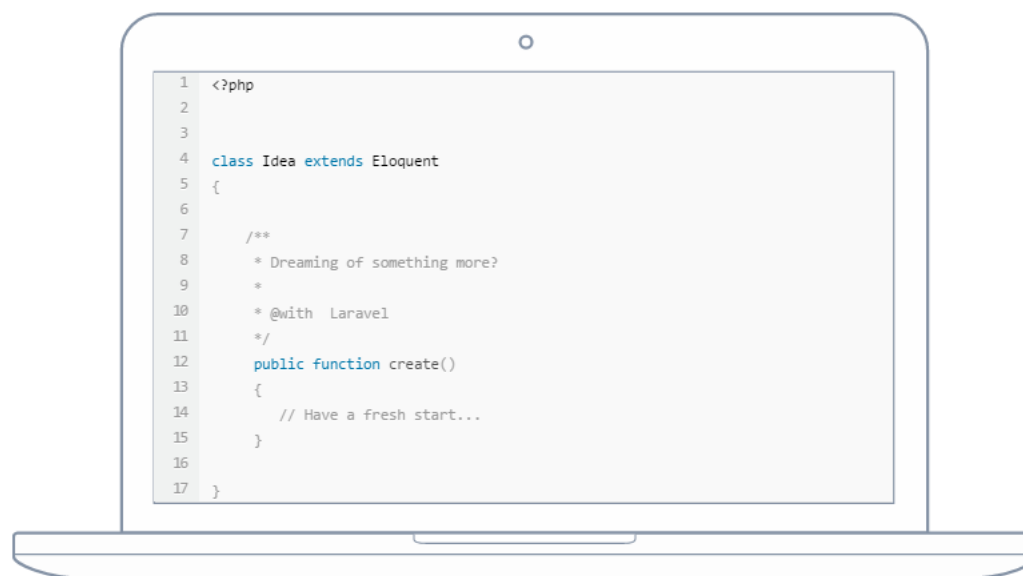 1 <?php
2
3
4 class Idea extends Eloquent
5 {
6
7 /**
8 * Dreaming of something more?
9 *
10 * @with  Laravel
11 */
12 public function create()
13 {
14 // Have a fresh start...
15 }
16
17 }